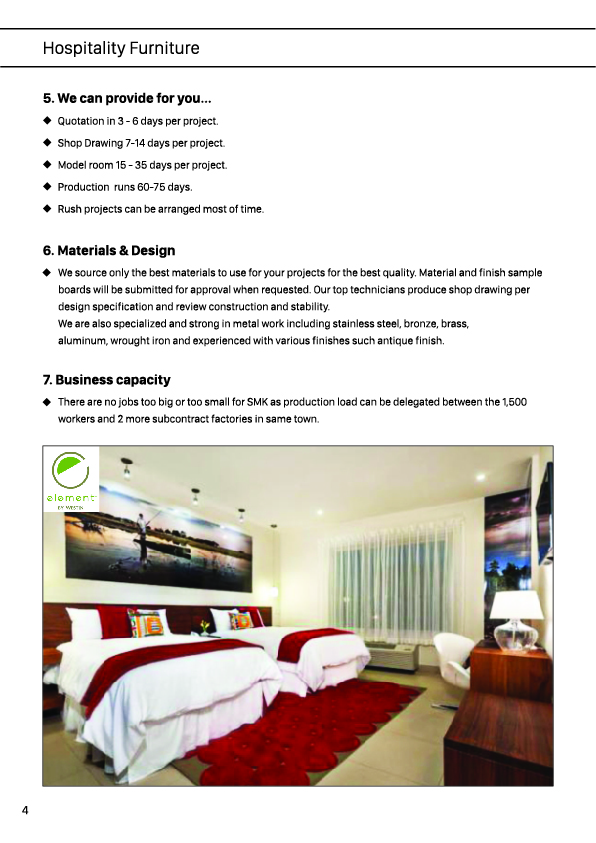 Hospitality Furniture
5. We can provide for you...
◆ Quotation in 3 - 6 days per project.
◆ Shop Drawing 7-14 days per project.
◆ Model room 15 - 35 days per project.
◆ Production runs 60-75 days.
◆ Rush projects can be arranged most of time.
6. Materials & Design
◆ We source only the best materials to use for your projects for the best quality. Material and finish sample
boards will be submitted for approval when requested. Our top technicians produce shop drawing per
design specification and review construction and stability.
We are also specialized and strong in metal work including stainless steel, bronze, brass,
aluminum, wrought iron and experienced with various finishes such antique finish.
7. Business capacity
◆ There are no jobs too big or too small for SMK as production load can be delegated between the 1,500
workers and 2 more subcontract factories in same town.
element
BY WESTIN
4